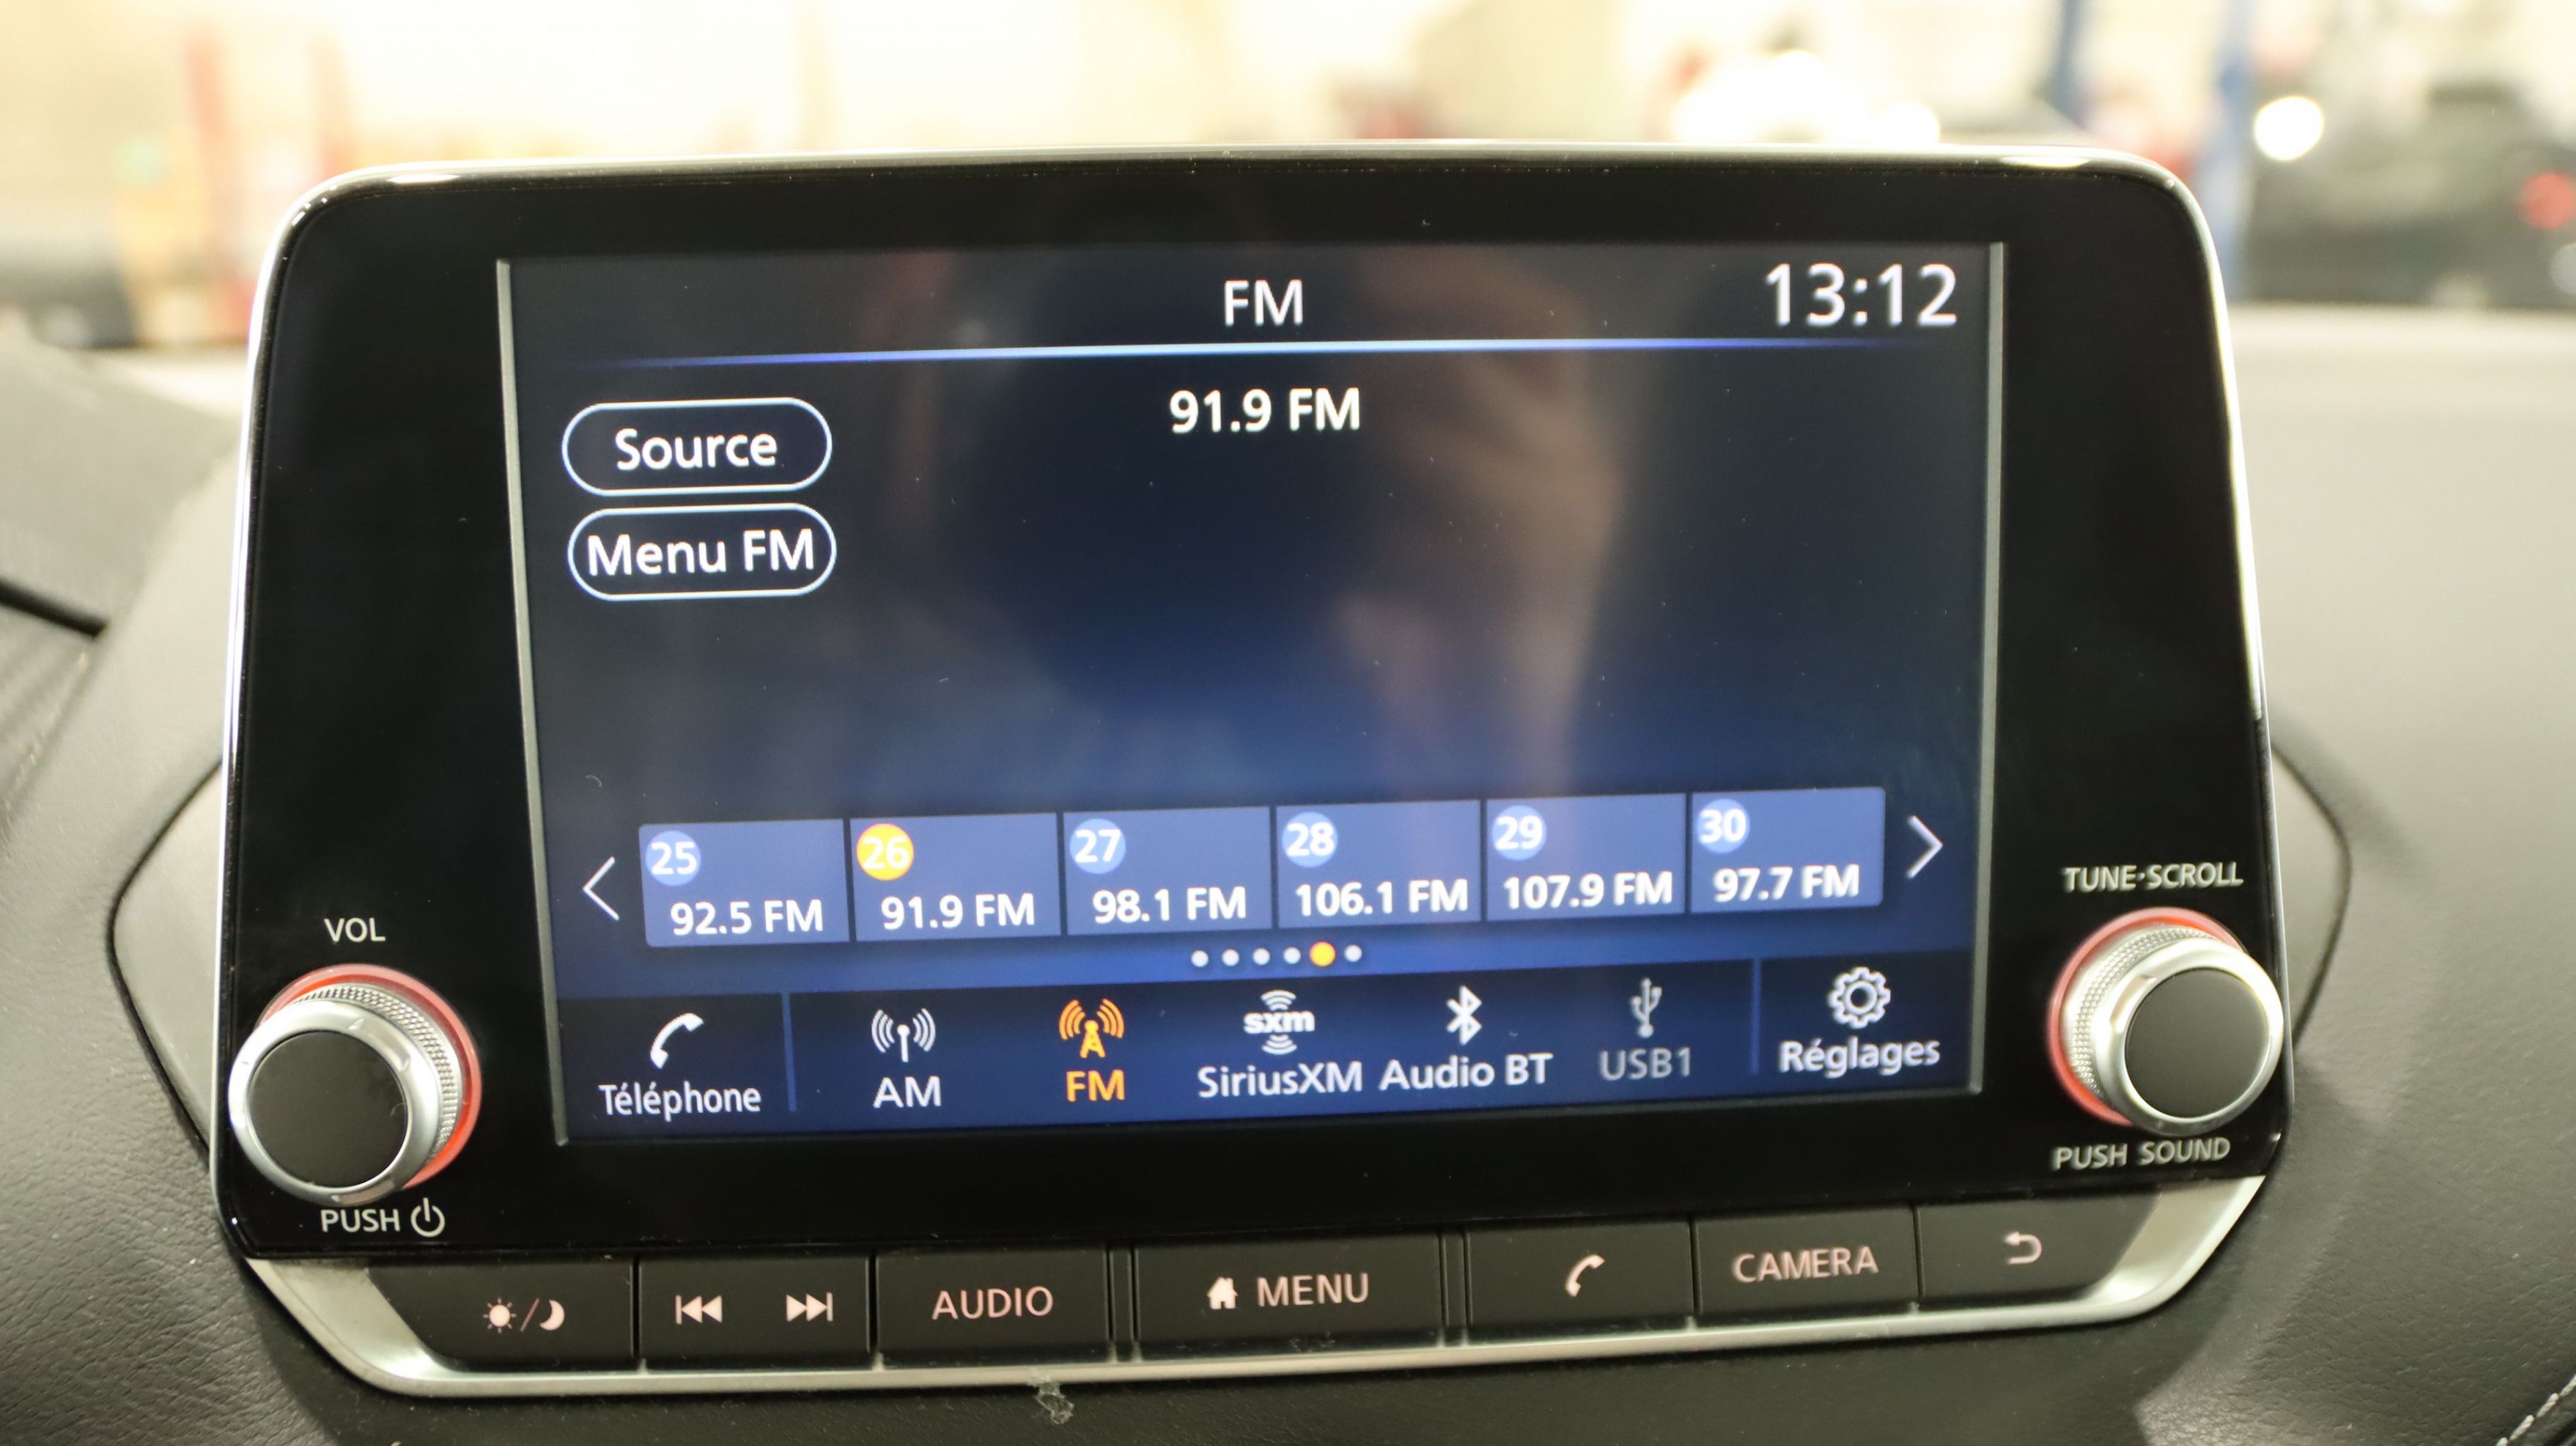 FM
13:12
91.9 FM
Source
Menu FM
25 26 27 28 29 30
92.5 FM 91.9 FM 98.1 FM 106.1 FM 107.9 FM 97.7 FM
TUNE·SCROLL
VOL
sxm
Téléphone AM FM SiriusXM Audio BT USB1 Réglages
PUSH SOUND
PUSH
AUDIO MENU CAMERA